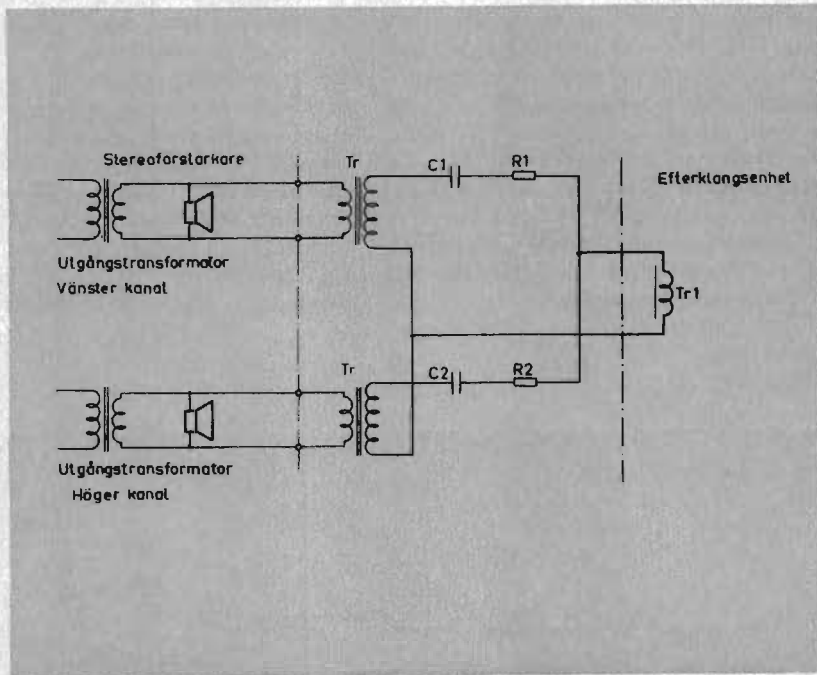 Stereoförstärkare
Tr
C1
R1
Efterklangsenhet
Utgångstransformator
Vänster kanal
Tr1
Tr
C2
R2
Utgångstransformator
Höger kanal